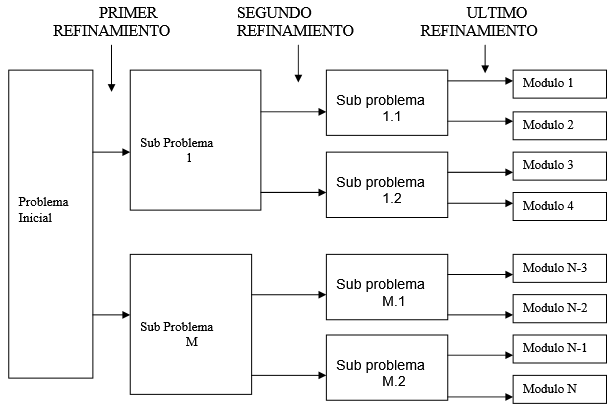 PRIMER
REFINAMIENTO
SEGUNDO
REFINAMIENTO
ULTIMO
REFINAMIENTO
Problema
Inicial
Sub Problema
1
Sub problema
1.1
Modulo 1
Modulo 2
Sub problema
1.2
Modulo 3
Modulo 4
Sub Problema
M
Sub problema
M.1
Modulo N-3
Modulo N-2
Sub problema
M.2
Modulo N-1
Modulo N